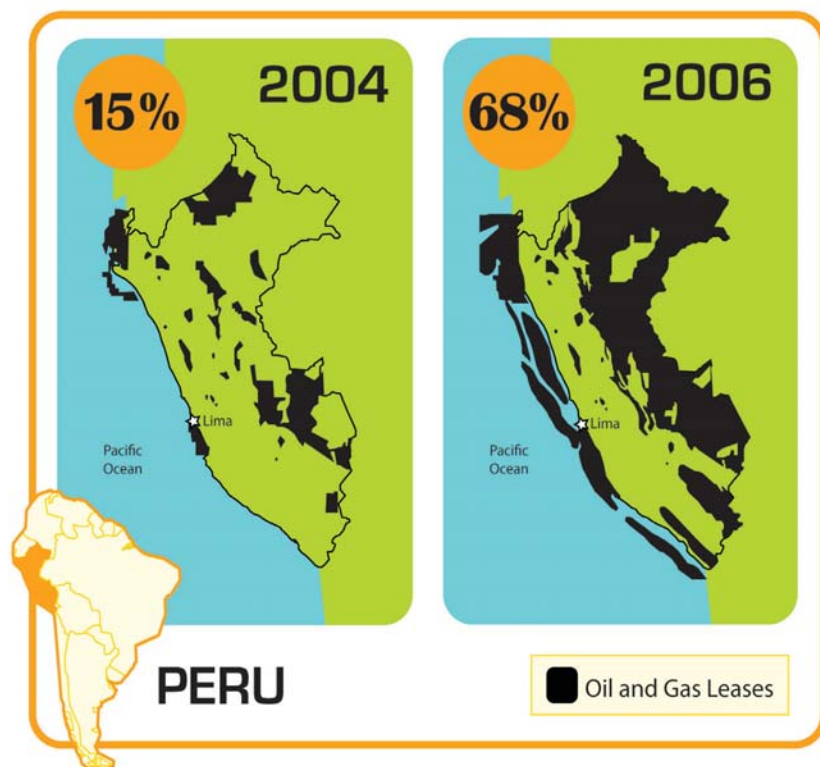 15%
2004
Lima
Pacific
Ocean
68%
2006
Lima
Pacific
Ocean
PERU
Oil and Gas Leases